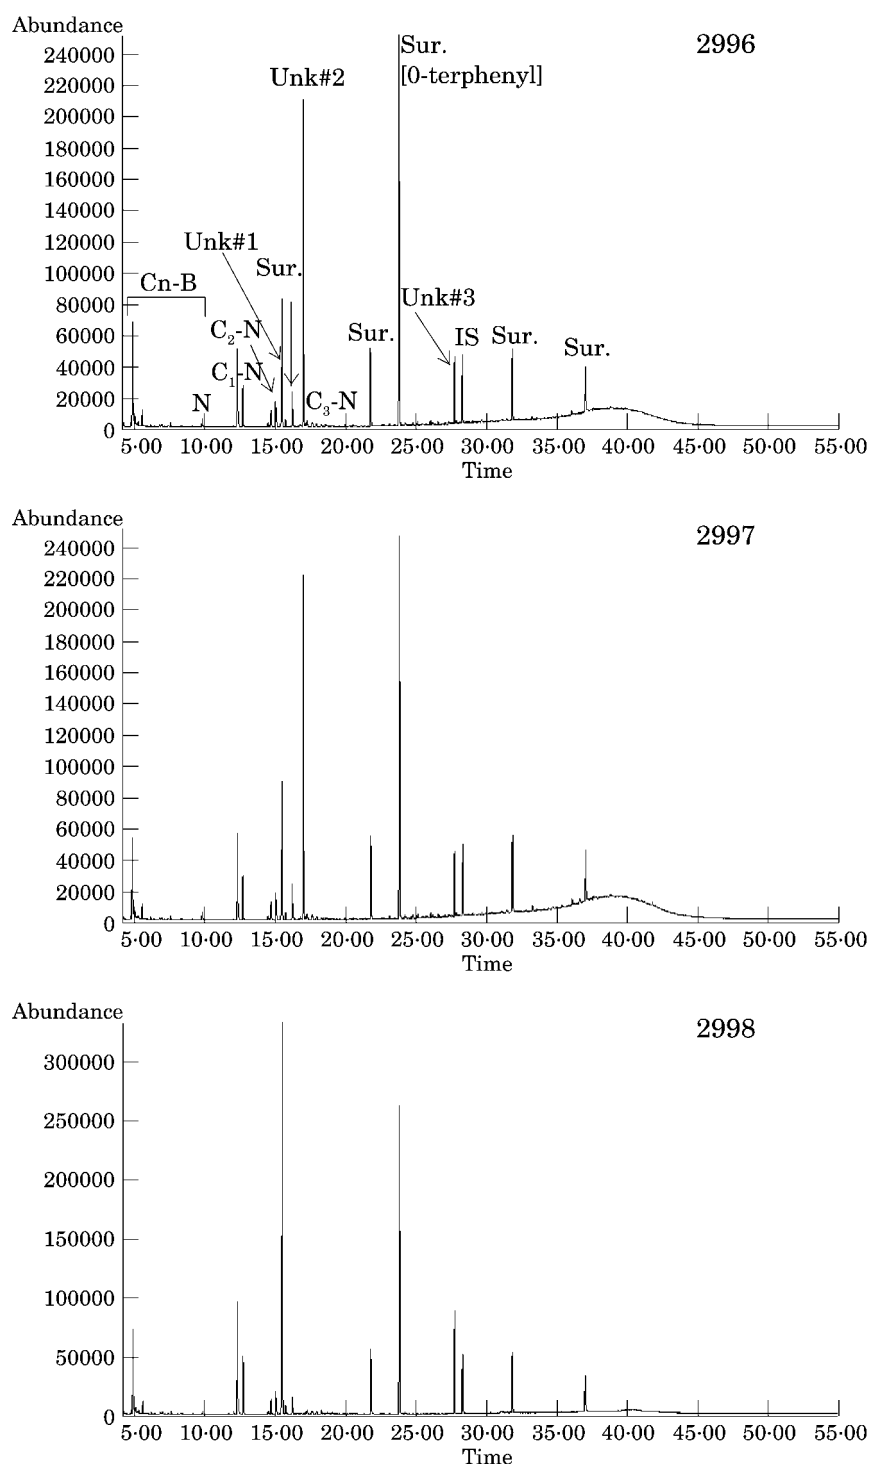 Abundance
2996
240000
Sur.
[0-terphenyl]
220000
Unk#2
200000
180000
160000
140000
120000
Unk#1
100000
Sur.
Cn-B
80000
Unk#3
60000
C₂-N
Sur.
IS
Sur.
Sur.
40000
C₁-N
20000
N
C₃-N
0
5·00 10·00 15·00 20·00 25·00 30·00 35·00 40·00 45·00 50·00 55·00
Time
Abundance
2997
240000
220000
200000
180000
160000
140000
120000
100000
80000
60000
40000
20000
0
5·00 10·00 15·00 20·00 25·00 30·00 35·00 40·00 45·00 50·00 55·00
Time
Abundance
2998
300000
250000
200000
150000
100000
50000
0
5·00 10·00 15·00 20·00 25·00 30·00 35·00 40·00 45·00 50·00 55·00
Time